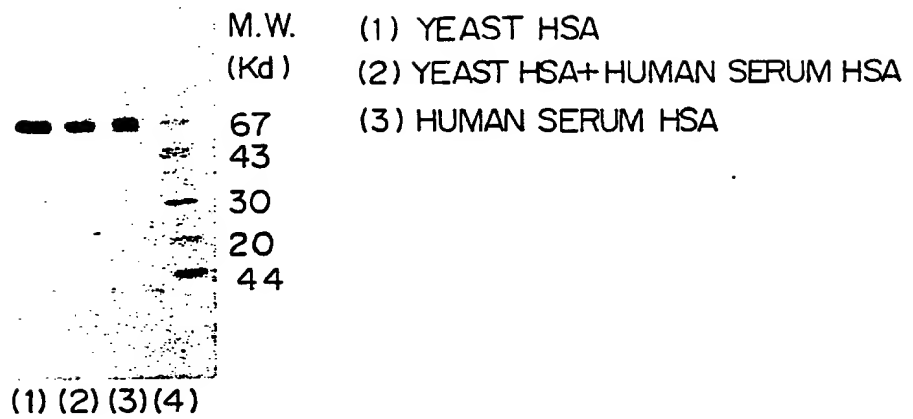 M.W.
(Kd)
67
43
30
20
44
(1) YEAST HSA
(2) YEAST HSA+HUMAN SERUM HSA
(3) HUMAN SERUM HSA
(1) (2) (3) (4)